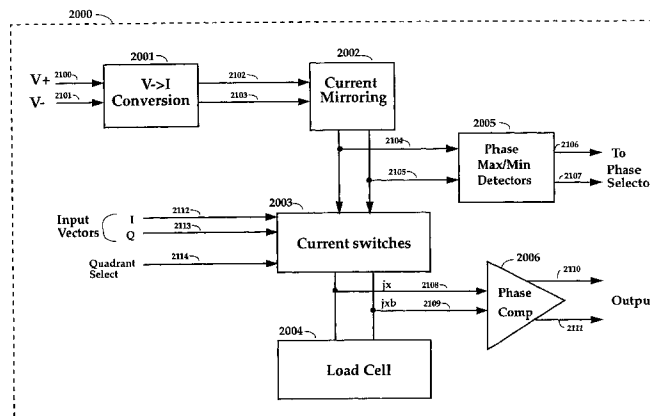 2000
2001
2002
V+ 2100 V->I 2102 Current
V- 2101 Conversion 2103 Mirroring
2104
2005
Phase 2106 To
Max/Min Phase Selecto
Detectors 2107
2105
2003
Input I 2112
Vectors Q 2113
Current switches
Quadrant 2114
Select
2006
jx 2108 Phase 2110
Output
jxb 2109 Comp 2111
2004
Load Cell